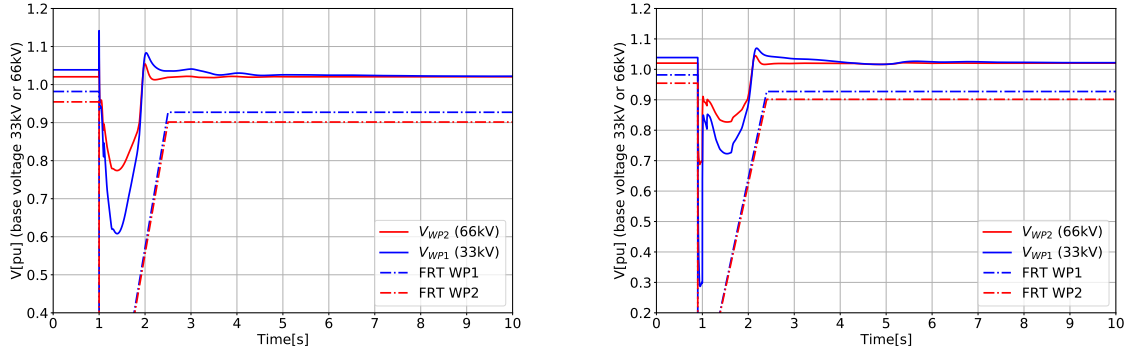 V[pu] (base voltage 33kV or 66kV)
1.2
1.1
1.0
0.9
0.8
0.7
0.6
0.5
0.4
0 1 2 3 4 5 6 7 8 9 10
Time[s]
V_WP2 (66kV)
V_WP1 (33kV)
FRT WP1
FRT WP2
V[pu] (base voltage 33kV or 66kV)
1.2
1.1
1.0
0.9
0.8
0.7
0.6
0.5
0.4
0.3
0.2
0 1 2 3 4 5 6 7 8 9 10
Time[s]
V_WP2 (66kV)
V_WP1 (33kV)
FRT WP1
FRT WP2